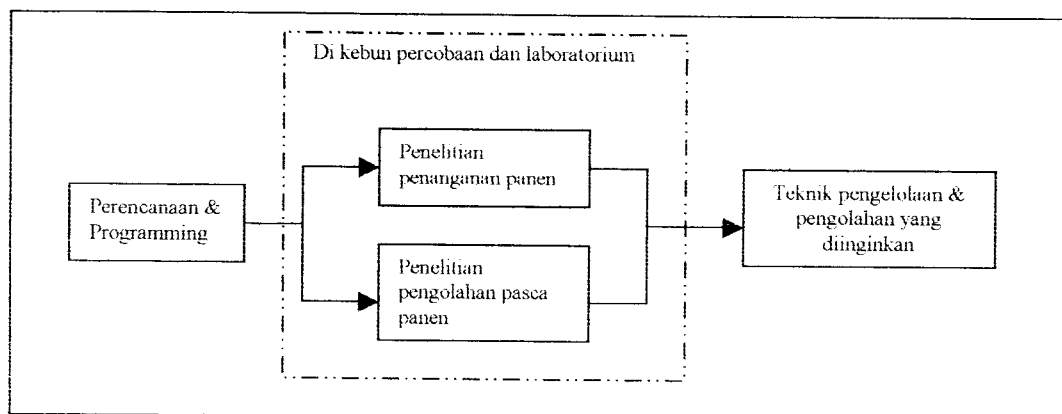 Di kebun percobaan dan laboratorium
Perencanaan &
Programming
Penelitian
penanganan panen
Penelitian
pengolahan pasca
panen
Teknik pengelolaan &
pengolahan yang
diinginkan